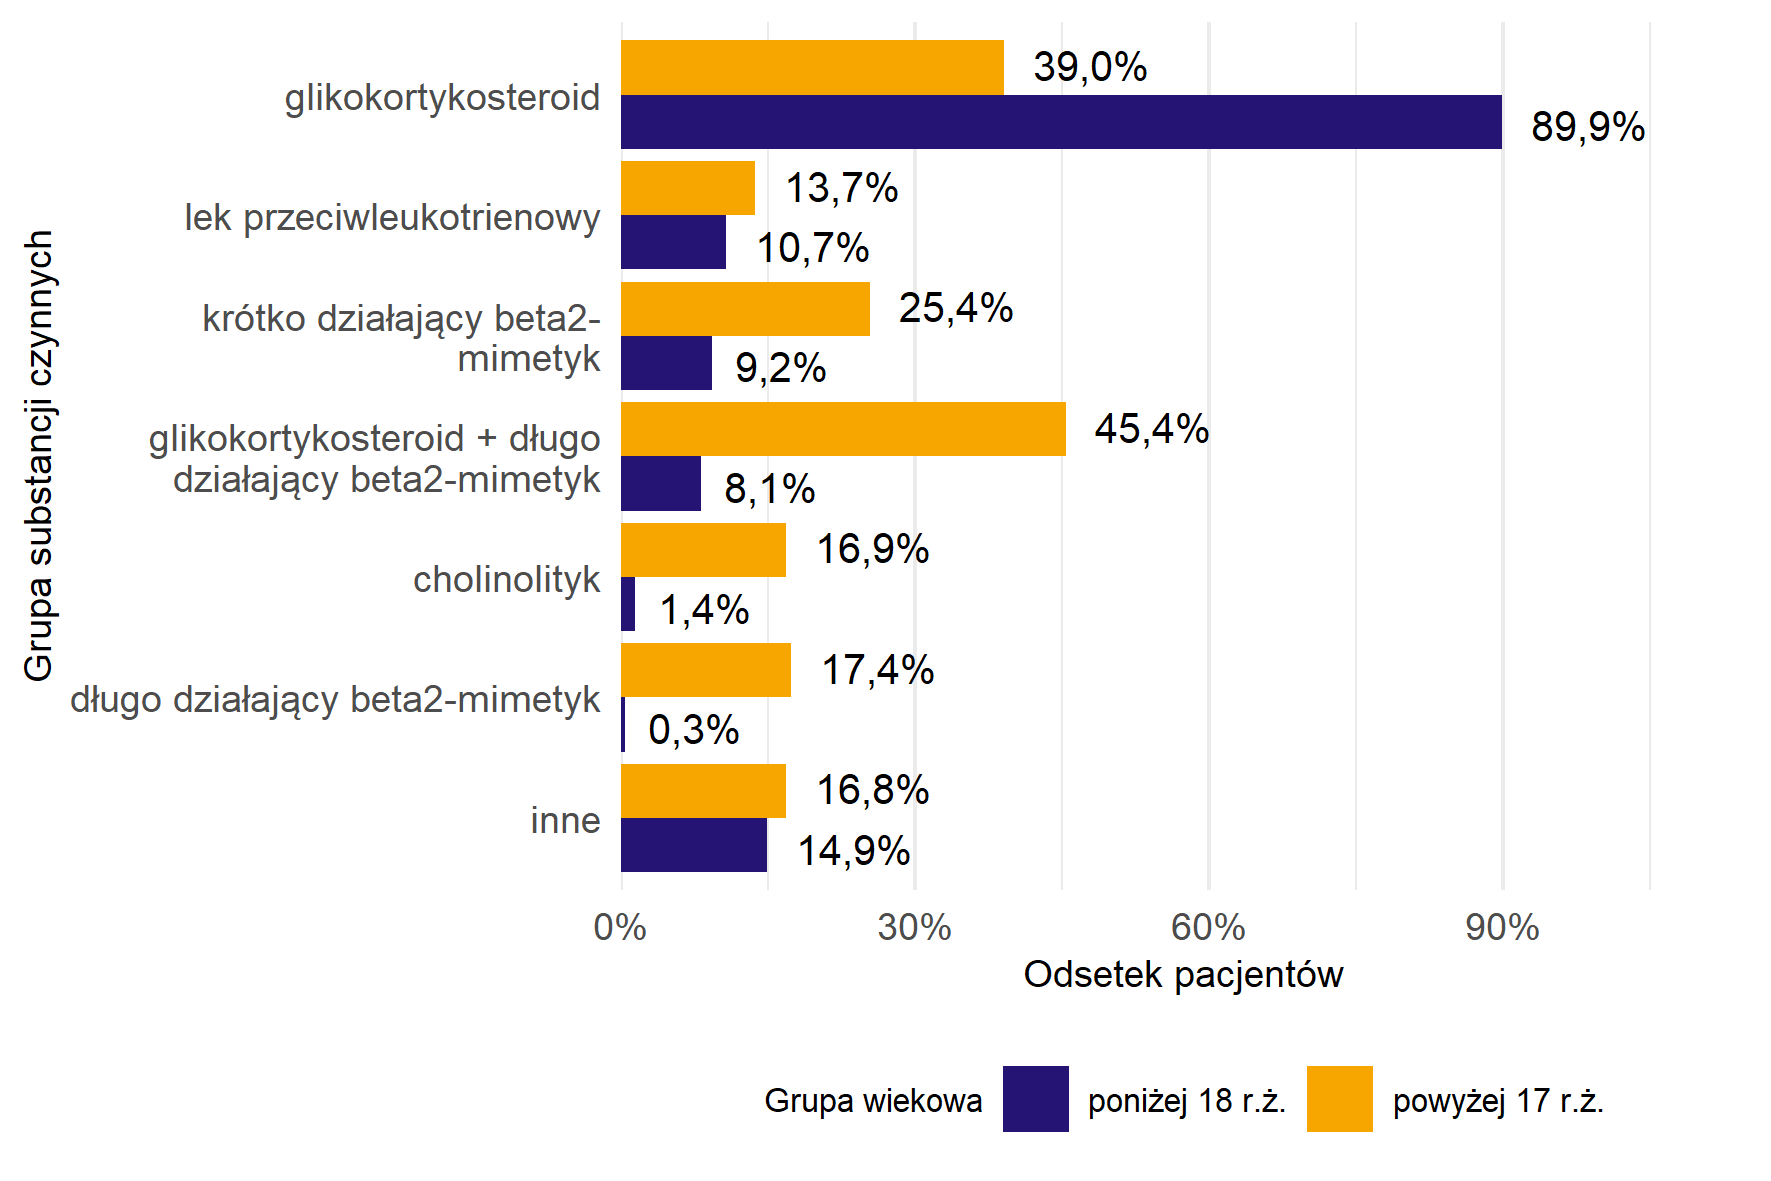 Grupa substancji czynnych
glikokortykosteroid
39,0%
89,9%
lek przeciwleukotrienowy
13,7%
10,7%
krótko działający beta2-
mimetyk
25,4%
9,2%
glikokortykosteroid + długo
działający beta2-mimetyk
45,4%
8,1%
cholinolityk
16,9%
1,4%
długo działający beta2-mimetyk
17,4%
0,3%
inne
16,8%
14,9%
0% 30% 60% 90%
Odsetek pacjentów
Grupa wiekowa poniżej 18 r.ż. powyżej 17 r.ż.